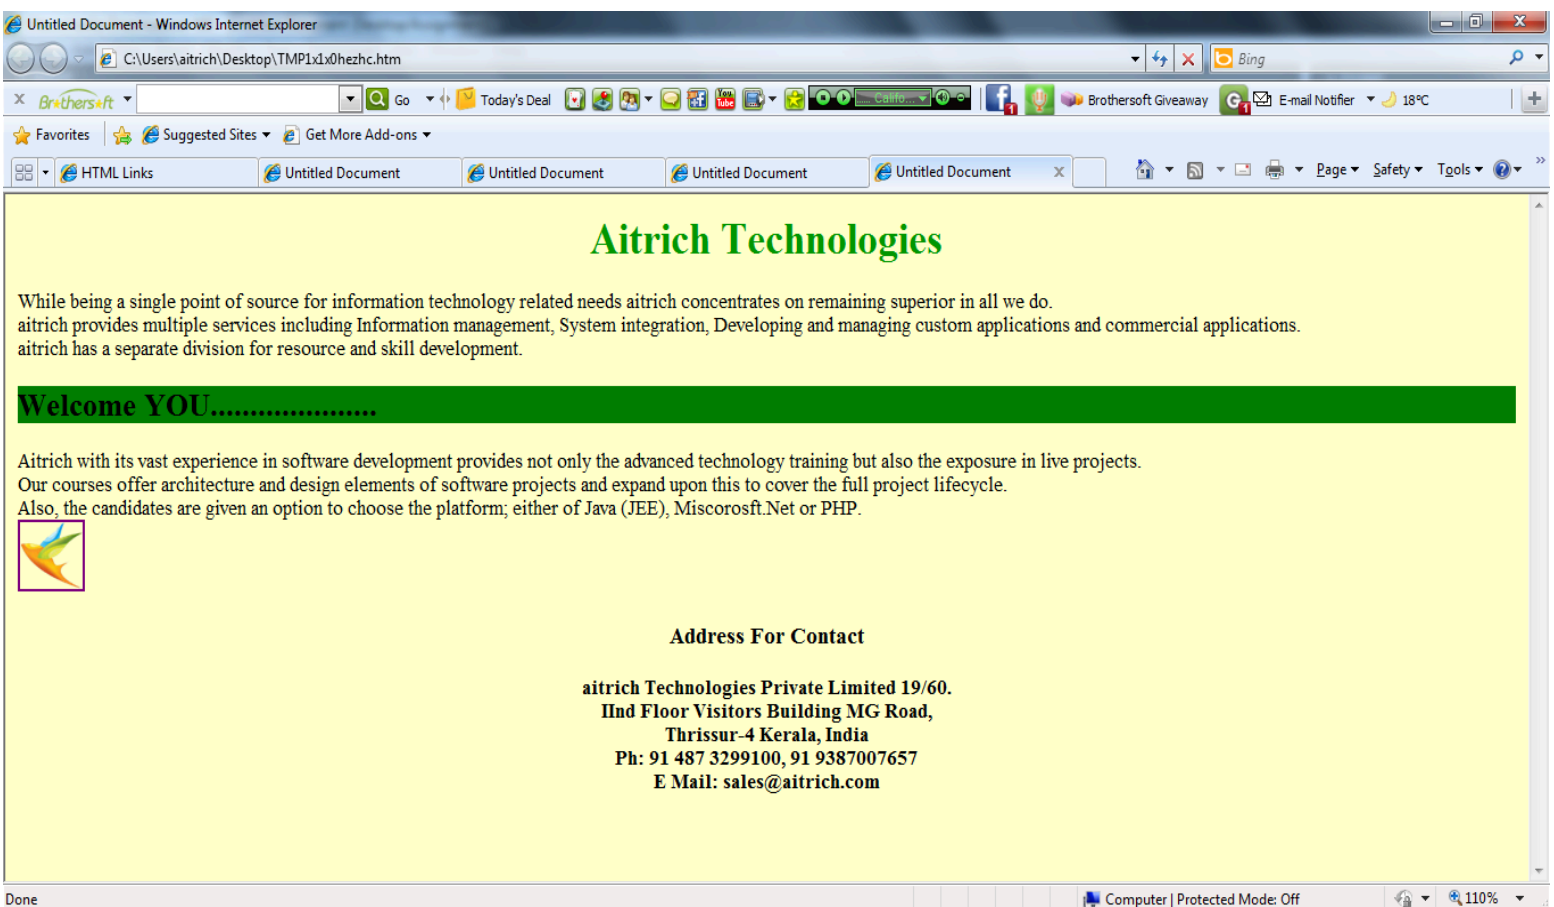 Untitled Document - Windows Internet Explorer
C:\Users\aitrich\Desktop\TMP1x1x0hezhc.htm
Bing
x Brothersoft Go Today's Deal You Tube Califo... 1 Brothersoft Giveaway G 1 E-mail Notifier 18°C
Favorites Suggested Sites Get More Add-ons
HTML Links Untitled Document Untitled Document Untitled Document Untitled Document x Page Safety Tools
Aitrich Technologies
While being a single point of source for information technology related needs aitrich concentrates on remaining superior in all we do.
aitrich provides multiple services including Information management, System integration, Developing and managing custom applications and commercial applications.
aitrich has a separate division for resource and skill development.
Welcome YOU.....................
Aitrich with its vast experience in software development provides not only the advanced technology training but also the exposure in live projects.
Our courses offer architecture and design elements of software projects and expand upon this to cover the full project lifecycle.
Also, the candidates are given an option to choose the platform; either of Java (JEE), Miscorosft.Net or PHP.
Address For Contact
aitrich Technologies Private Limited 19/60.
IInd Floor Visitors Building MG Road,
Thrissur-4 Kerala, India
Ph: 91 487 3299100, 91 9387007657
E Mail: sales@aitrich.com
Done Computer | Protected Mode: Off 110%